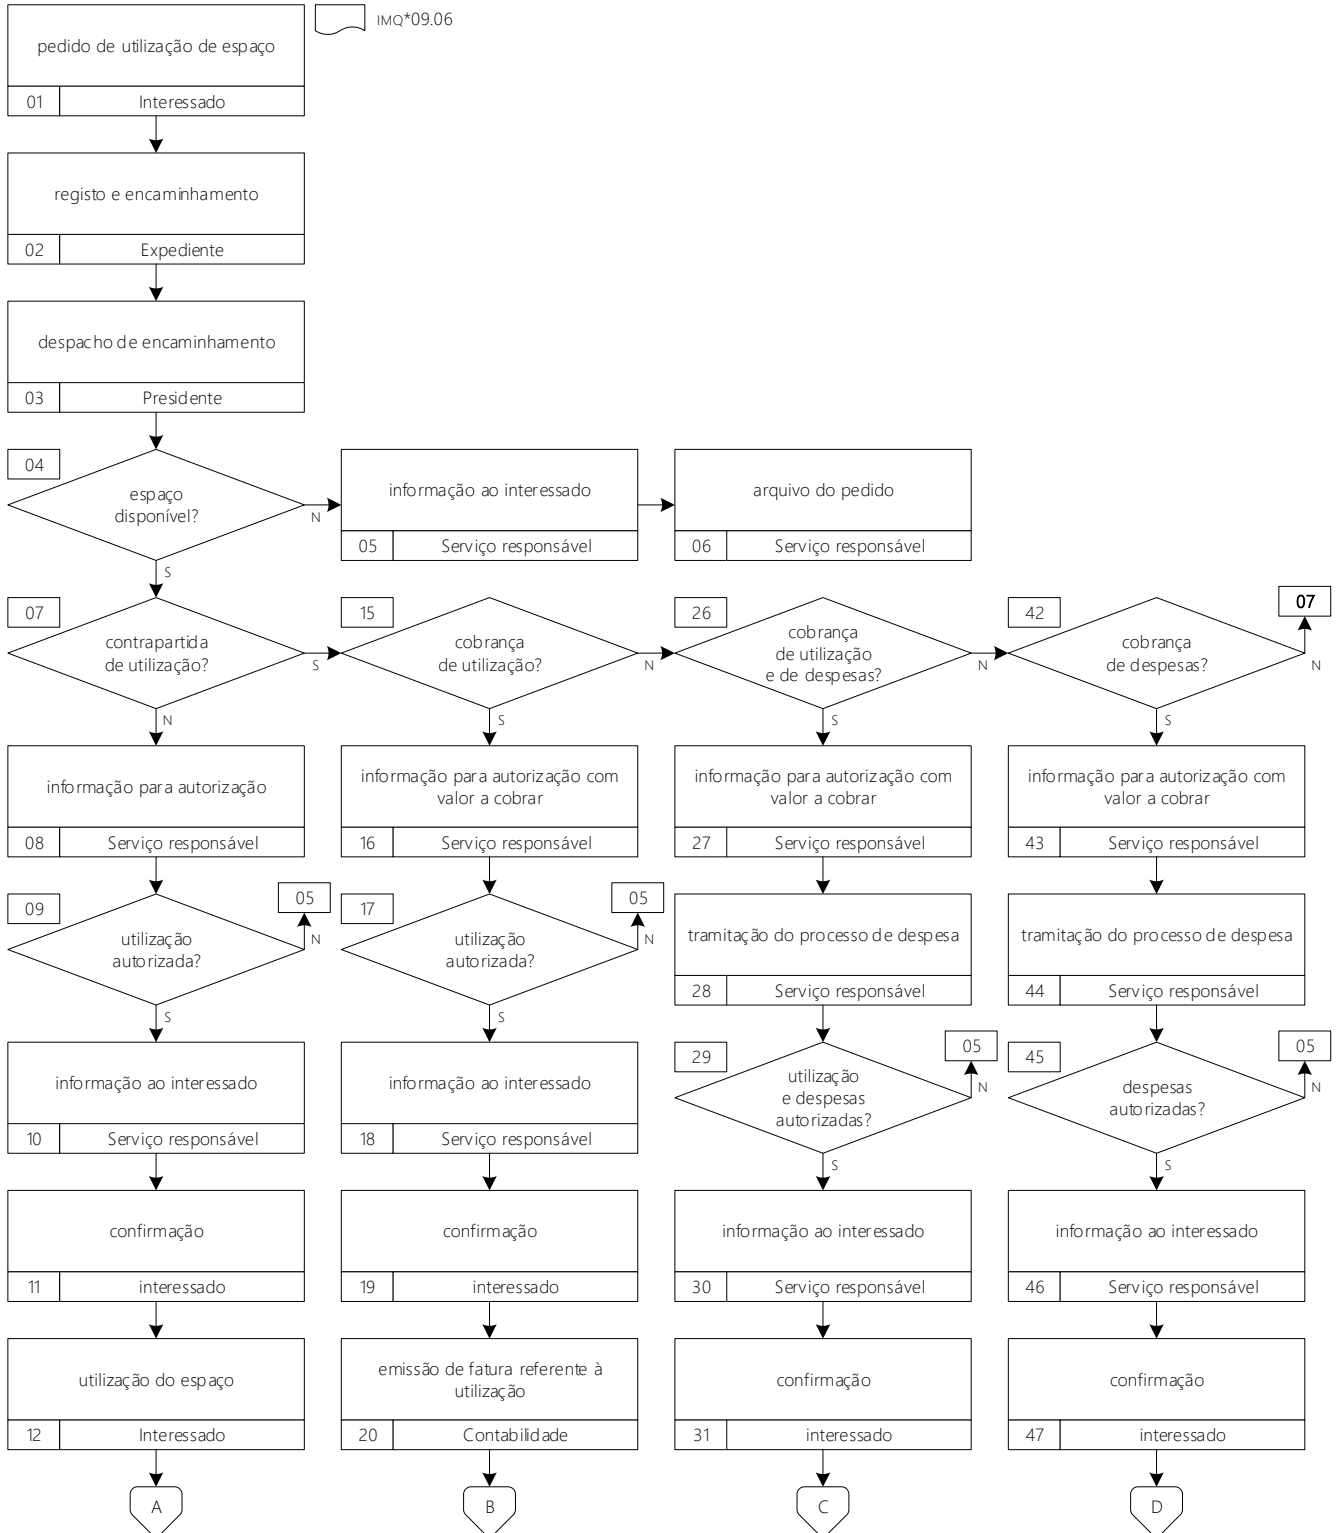 pedido de utilização de espaço
01 Interessado
IMQ*09.06
registo e encaminhamento
02 Expediente
despacho de encaminhamento
03 Presidente
04
espaço
disponível?
N
S
informação ao interessado
05 Serviço responsável
arquivo do pedido
06 Serviço responsável
07
contrapartida
de utilização?
S
N
15
cobrança
de utilização?
N
S
26
cobrança
de utilização
e de despesas?
N
S
42
cobrança
de despesas?
07
N
S
informação para autorização
08 Serviço responsável
informação para autorização com
valor a cobrar
16 Serviço responsável
informação para autorização com
valor a cobrar
27 Serviço responsável
informação para autorização com
valor a cobrar
43 Serviço responsável
09
utilização
autorizada?
05
N
S
17
utilização
autorizada?
05
N
S
tramitação do processo de despesa
28 Serviço responsável
tramitação do processo de despesa
44 Serviço responsável
informação ao interessado
10 Serviço responsável
informação ao interessado
18 Serviço responsável
29
utilização
e despesas
autorizadas?
05
N
S
45
despesas
autorizadas?
05
N
S
confirmação
11 interessado
confirmação
19 interessado
informação ao interessado
30 Serviço responsável
informação ao interessado
46 Serviço responsável
utilização do espaço
12 Interessado
emissão de fatura referente à
utilização
20 Contabilidade
confirmação
31 interessado
confirmação
47 interessado
A
B
C
D